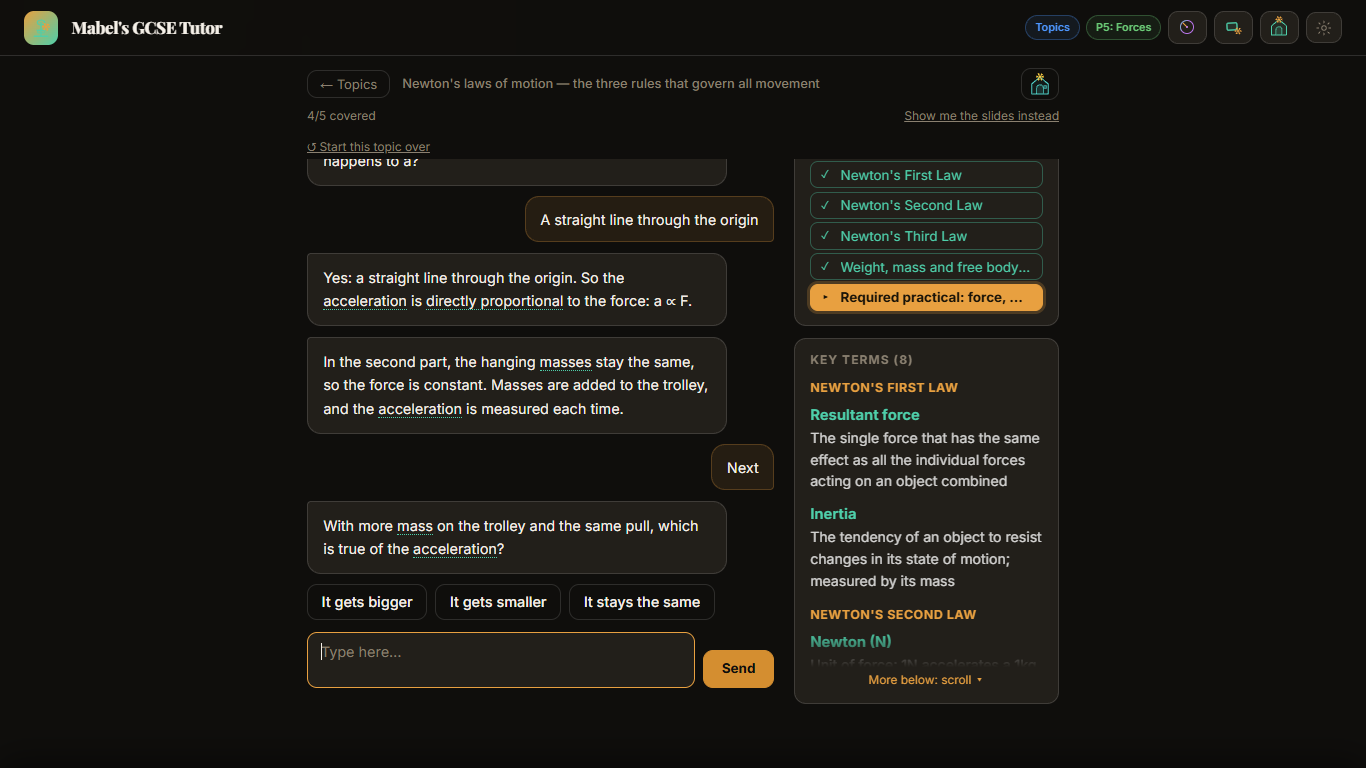 Mabel's GCSE Tutor
Topics
P5: Forces
← Topics
Newton's laws of motion — the three rules that govern all movement
4/5 covered
Show me the slides instead
↺ Start this topic over
happens to a?
A straight line through the origin
Yes: a straight line through the origin. So the
acceleration is directly proportional to the force: a ∝ F.
In the second part, the hanging masses stay the same,
so the force is constant. Masses are added to the trolley,
and the acceleration is measured each time.
Next
With more mass on the trolley and the same pull, which
is true of the acceleration?
It gets bigger
It gets smaller
It stays the same
Type here...
Send
✓ Newton's First Law
✓ Newton's Second Law
✓ Newton's Third Law
✓ Weight, mass and free body...
▸ Required practical: force, ...
KEY TERMS (8)
NEWTON'S FIRST LAW
Resultant force
The single force that has the same
effect as all the individual forces
acting on an object combined
Inertia
The tendency of an object to resist
changes in its state of motion;
measured by its mass
NEWTON'S SECOND LAW
Newton (N)
Unit of force: 1N accelerates a 1kg
More below: scroll ▾